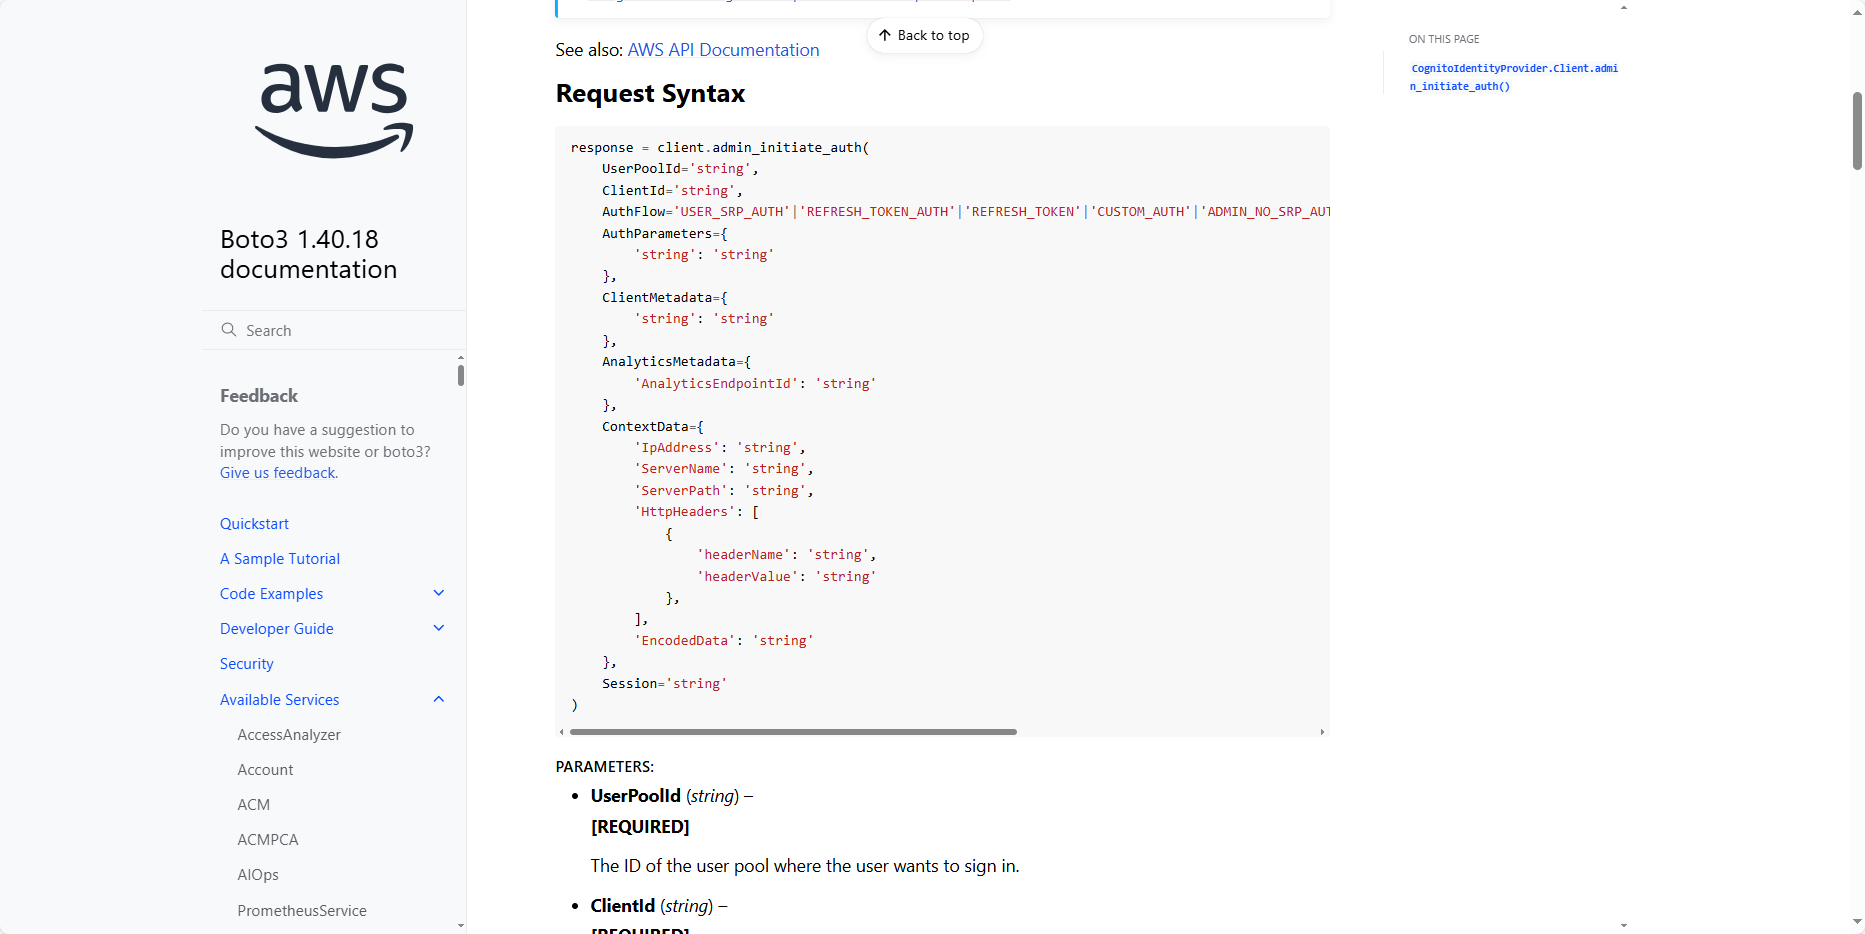 aws
Boto3 1.40.18
documentation
Search
Feedback
Do you have a suggestion to
improve this website or boto3?
Give us feedback.
Quickstart
A Sample Tutorial
Code Examples
Developer Guide
Security
Available Services
AccessAnalyzer
Account
ACM
ACMPCA
AIOps
PrometheusService
Back to top
See also: AWS API Documentation
Request Syntax
response = client.admin_initiate_auth(
    UserPoolId='string',
    ClientId='string',
    AuthFlow='USER_SRP_AUTH'|'REFRESH_TOKEN_AUTH'|'REFRESH_TOKEN'|'CUSTOM_AUTH'|'ADMIN_NO_SRP_AUT
    AuthParameters={
        'string': 'string'
    },
    ClientMetadata={
        'string': 'string'
    },
    AnalyticsMetadata={
        'AnalyticsEndpointId': 'string'
    },
    ContextData={
        'IpAddress': 'string',
        'ServerName': 'string',
        'ServerPath': 'string',
        'HttpHeaders': [
            {
                'headerName': 'string',
                'headerValue': 'string'
            },
        ],
        'EncodedData': 'string'
    },
    Session='string'
)
PARAMETERS:
• UserPoolId (string) –
[REQUIRED]
The ID of the user pool where the user wants to sign in.
• ClientId (string) –
[REQUIRED]
ON THIS PAGE
CognitoIdentityProvider.Client.admi
n_initiate_auth()